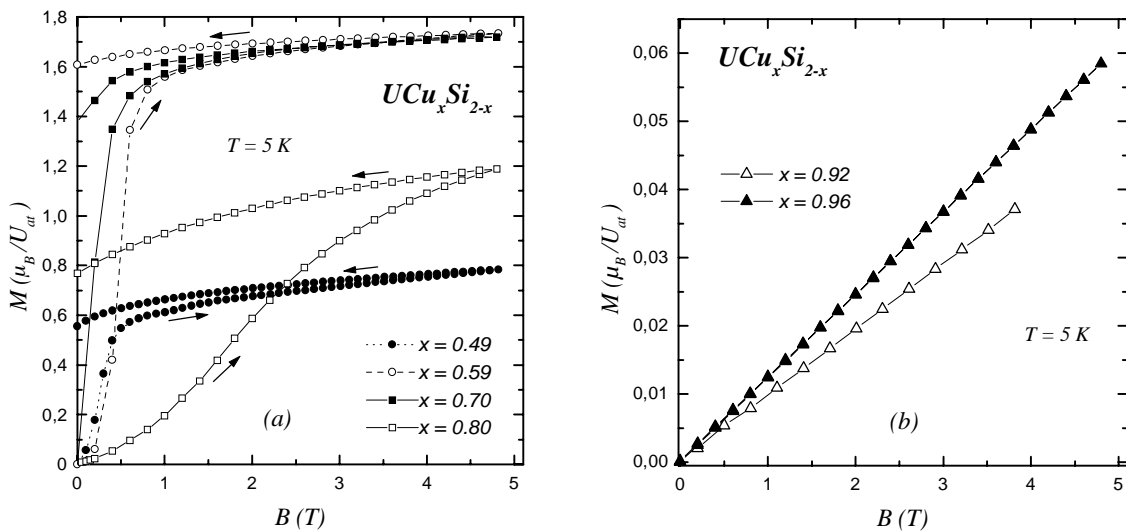 1,8
1,6
1,4
1,2
1,0
0,8
0,6
0,4
0,2
0
M (μB/Uat)
UCuxSi2-x
T = 5 K
x = 0.49
x = 0.59
x = 0.70
x = 0.80
(a)
0 1 2 3 4 5
B (T)
0,06
0,05
0,04
0,03
0,02
0,01
0,00
M (μB/Uat)
UCuxSi2-x
x = 0.92
x = 0.96
T = 5 K
(b)
0 1 2 3 4 5
B (T)